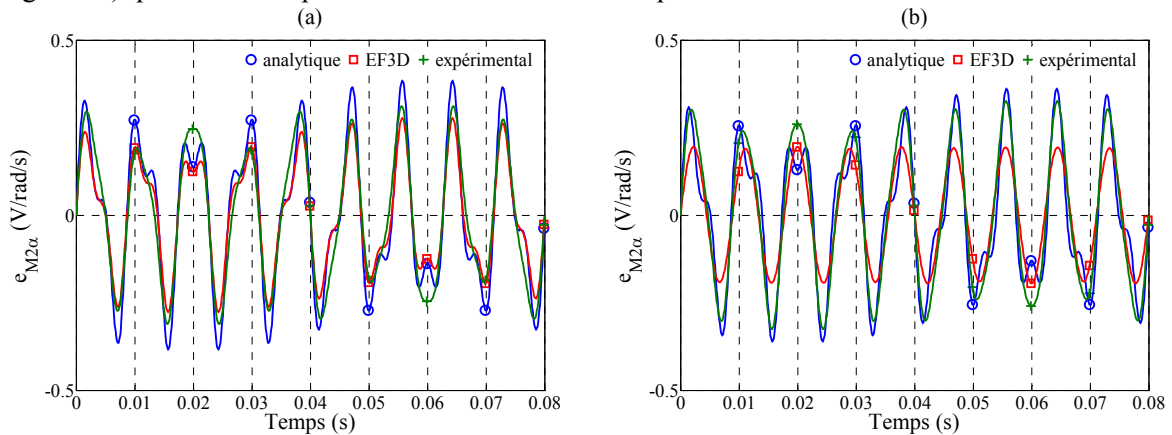 (a)
(b)
0.5
analytique EF3D expérimental
0
-0.5
e_M2α (V/rad/s)
0 0.01 0.02 0.03 0.04 0.05 0.06 0.07 0.08
Temps (s)
0.5
analytique EF3D expérimental
0
-0.5
e_M2α (V/rad/s)
0 0.01 0.02 0.03 0.04 0.05 0.06 0.07 0.08
Temps (s)